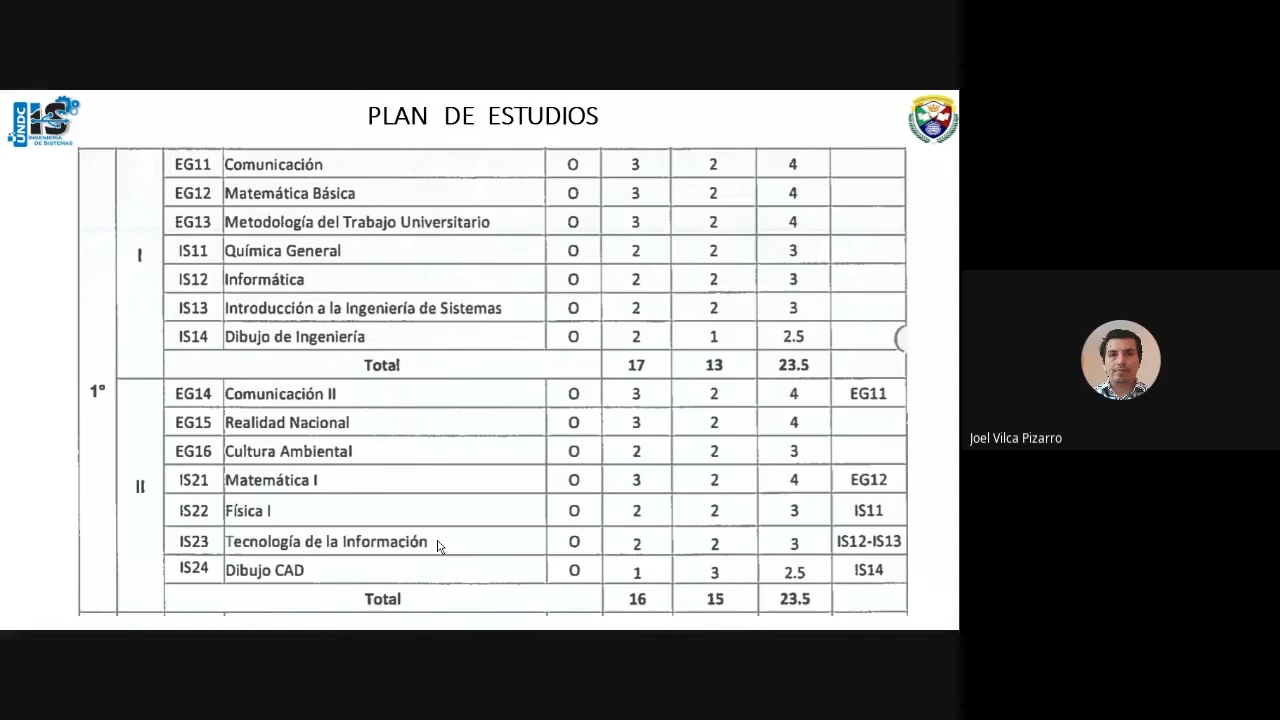 UNDC
IS
INGENIERÍA
DE SISTEMAS
PLAN DE ESTUDIOS
1°
I
EG11 Comunicación O 3 2 4
EG12 Matemática Básica O 3 2 4
EG13 Metodología del Trabajo Universitario O 3 2 4
IS11 Química General O 2 2 3
IS12 Informática O 2 2 3
IS13 Introducción a la Ingeniería de Sistemas O 2 2 3
IS14 Dibujo de Ingeniería O 2 1 2.5
Total 17 13 23.5
II
EG14 Comunicación II O 3 2 4 EG11
EG15 Realidad Nacional O 3 2 4
EG16 Cultura Ambiental O 2 2 3
IS21 Matemática I O 3 2 4 EG12
IS22 Física I O 2 2 3 IS11
IS23 Tecnología de la Información O 2 2 3 IS12-IS13
IS24 Dibujo CAD O 1 3 2.5 IS14
Total 16 15 23.5
Joel Vilca Pizarro